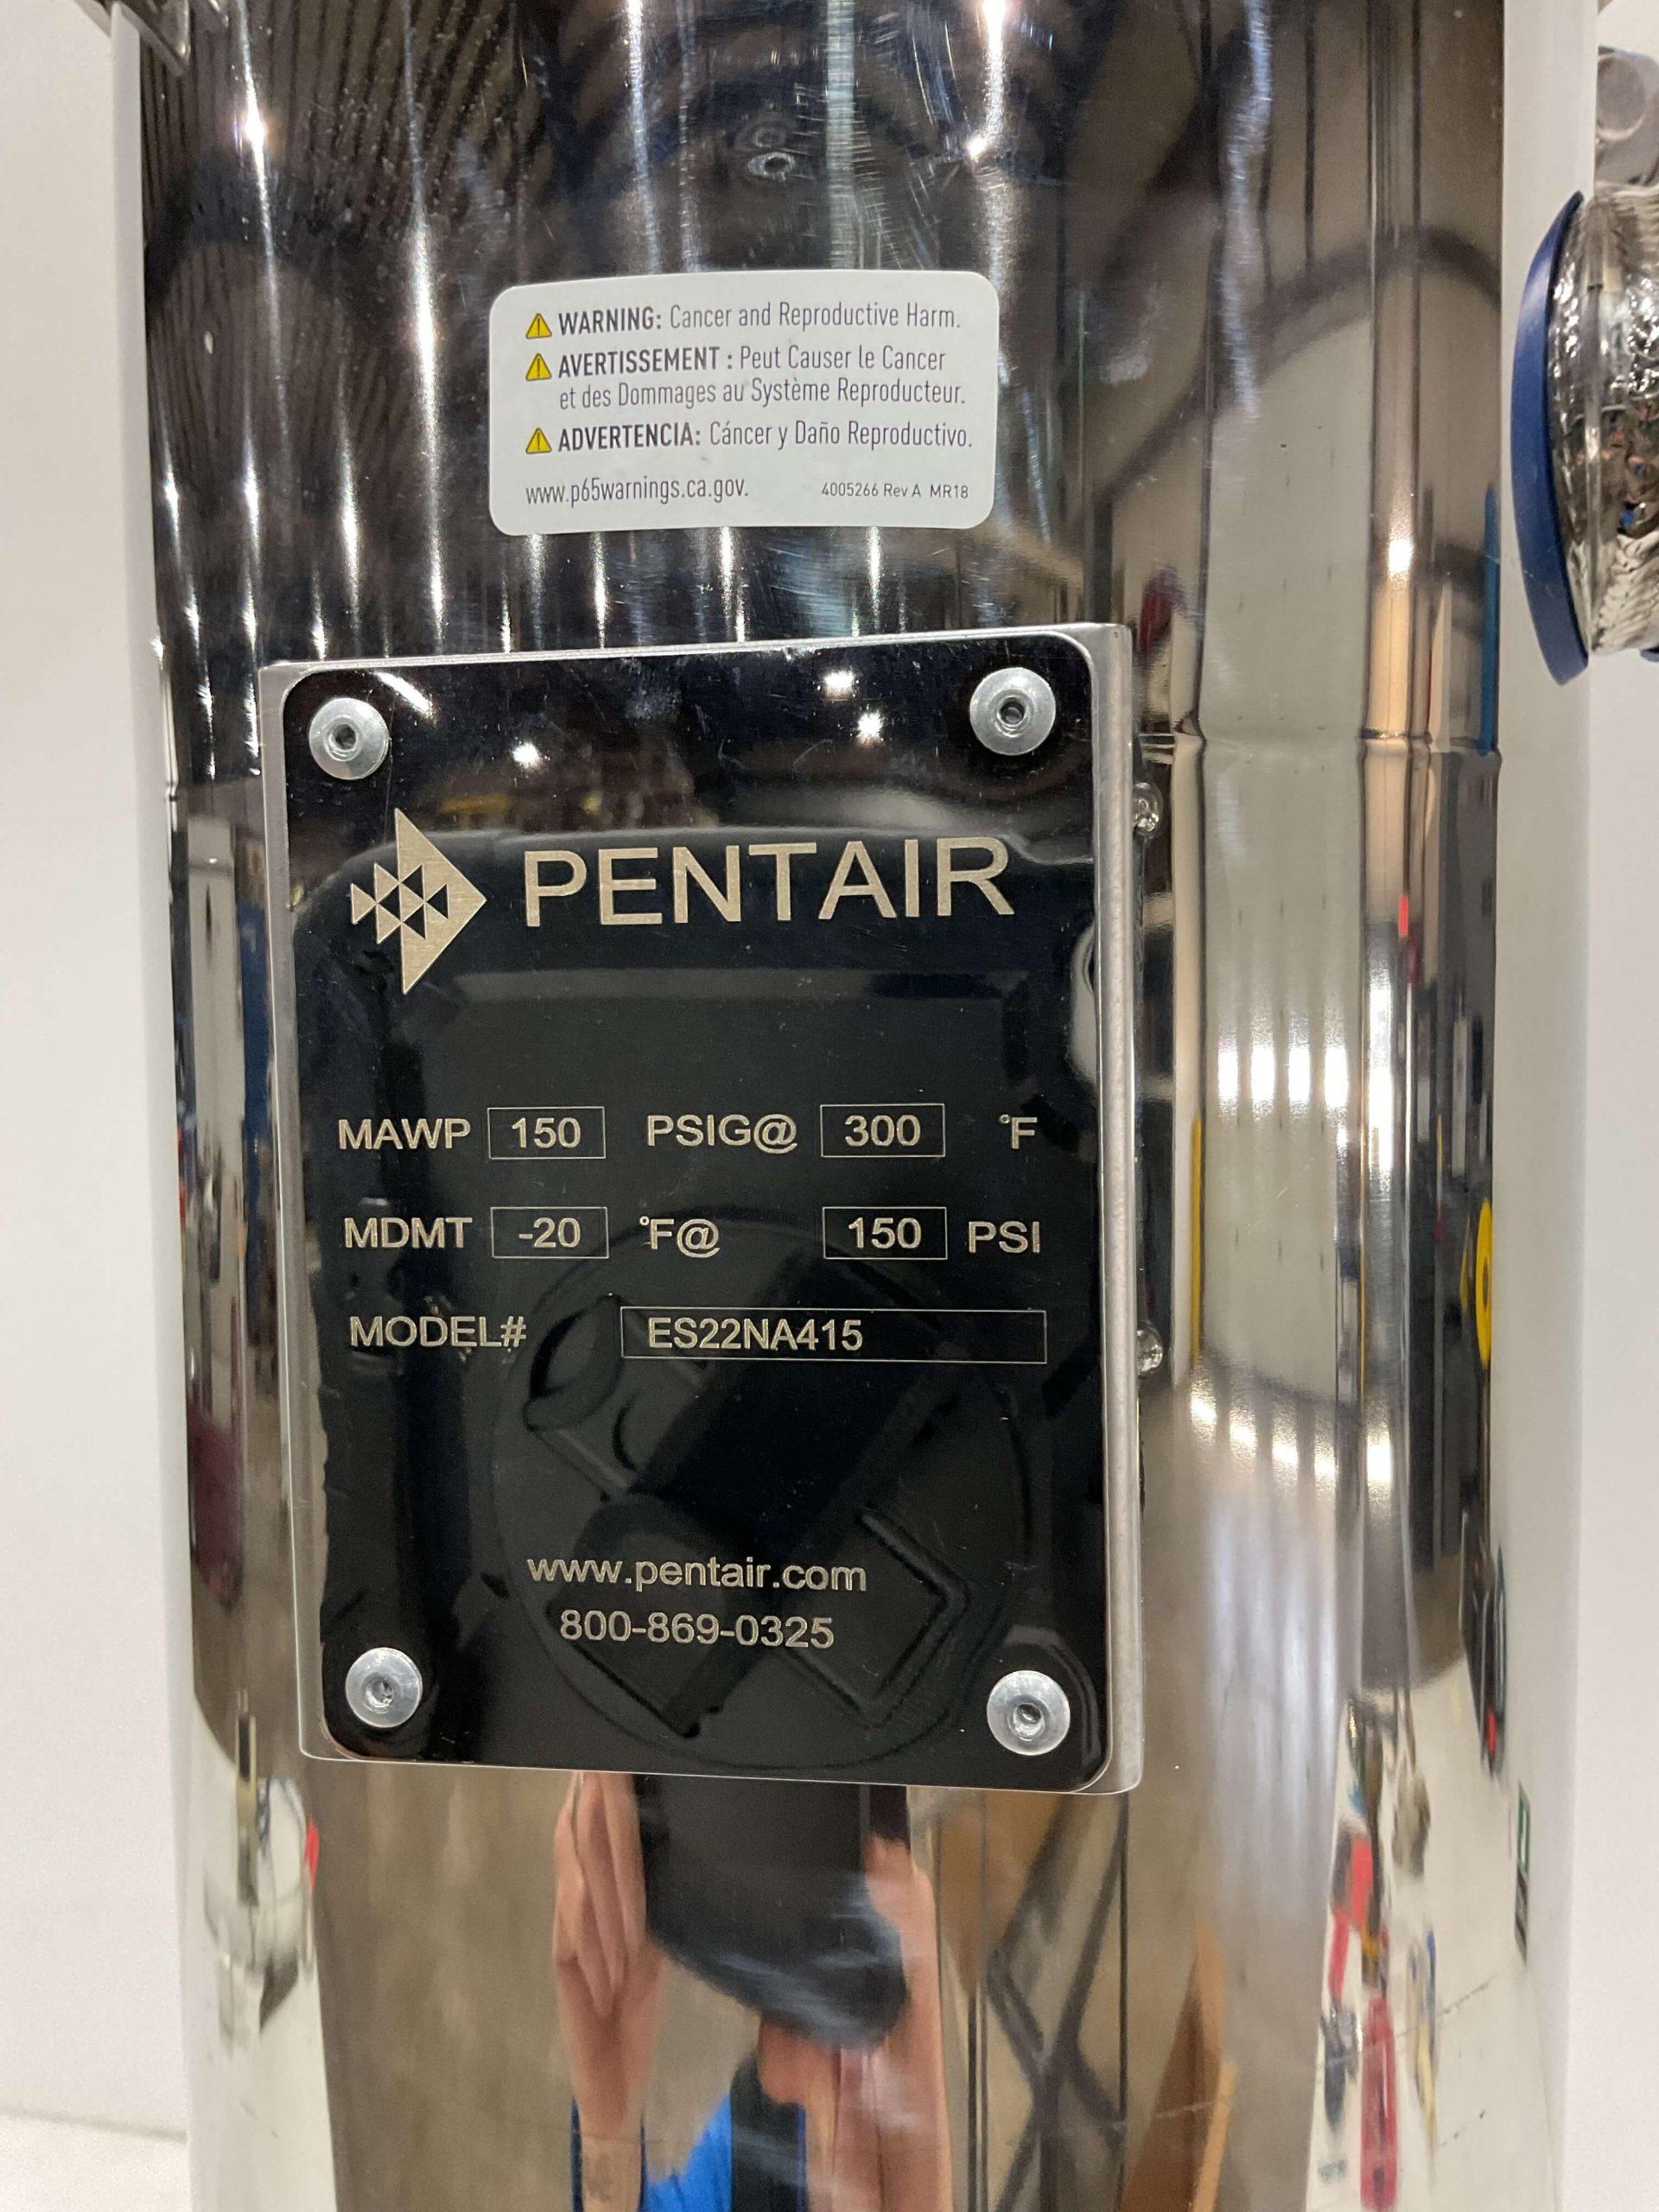 ⚠ WARNING: Cancer and Reproductive Harm.
⚠ AVERTISSEMENT : Peut Causer le Cancer
et des Dommages au Système Reproducteur.
⚠ ADVERTENCIA: Cáncer y Daño Reproductivo.
www.p65warnings.ca.gov. 4005266 Rev A MR18
PENTAIR
MAWP 150 PSIG@ 300 °F
MDMT -20 °F@ 150 PSI
MODEL# ES22NA415
www.pentair.com
800-869-0325